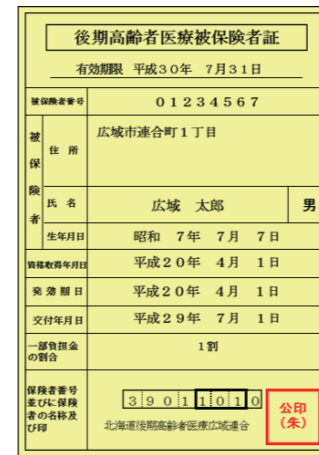 後期高齢者医療被保険者証
有効期限 平成30年 7月31日
被保険者番号 01234567
被保険者
住所 広城市連合町1丁目
氏名 広城 太郎 男
生年月日 昭和 7年 7月 7日
資格取得年月日 平成20年 4月 1日
発効期日 平成20年 4月 1日
交付年月日 平成29年 7月 1日
一部負担金の割合 1割
保険者番号並びに保険者の名称及び印
39011010
北海道後期高齢者医療広域連合
公印
(朱)